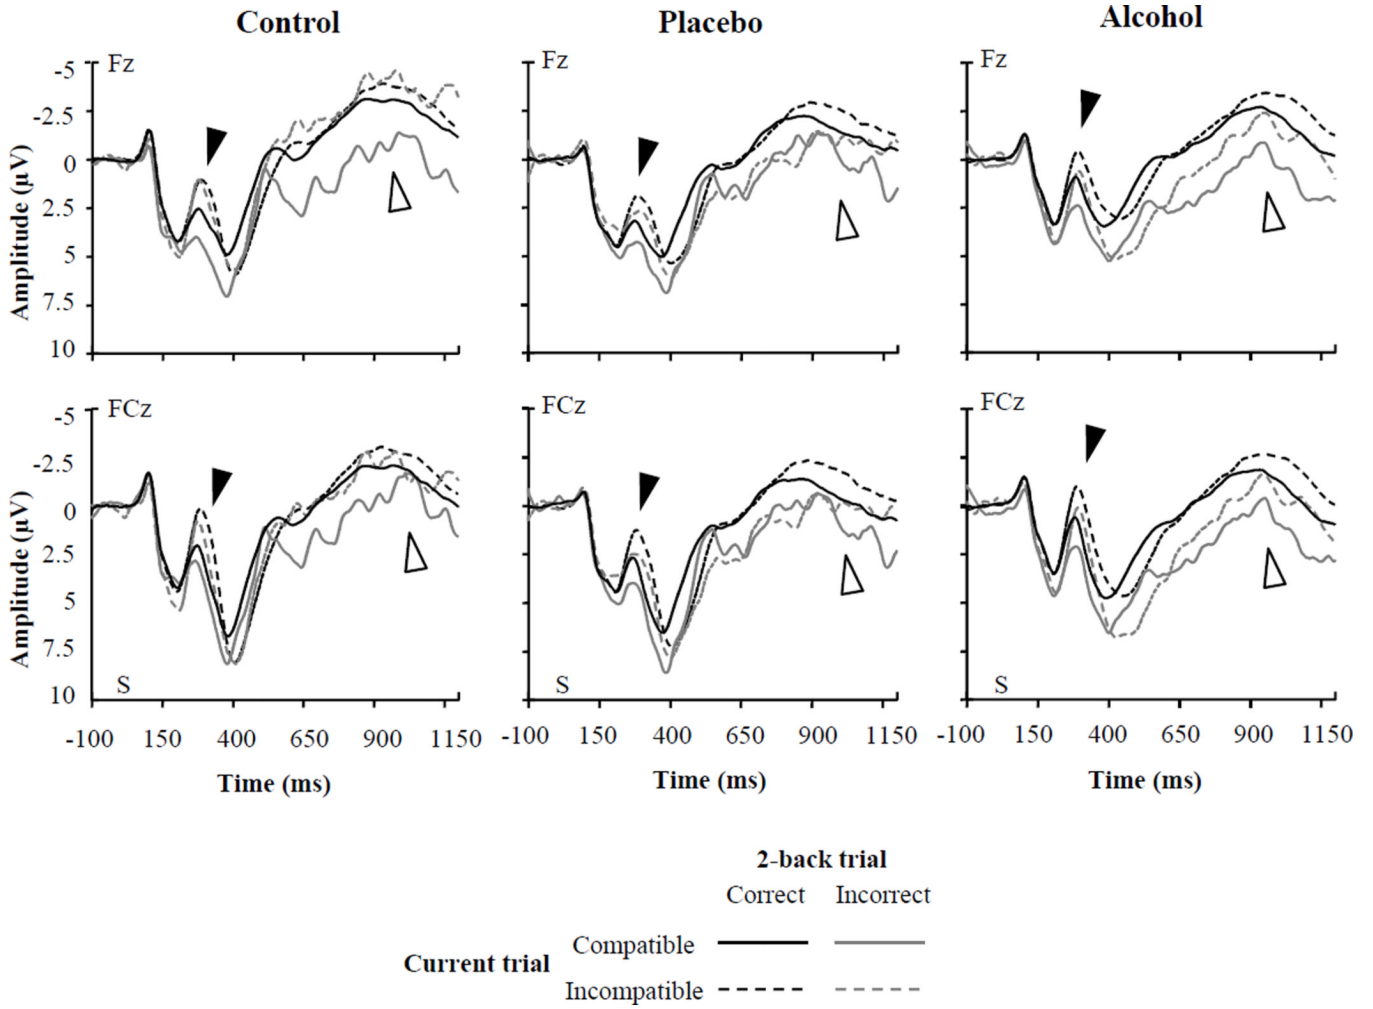 Control Placebo Alcohol
Fz Fz Fz
-5
-2.5
0
2.5
5
7.5
10
Amplitude (μV)
FCz FCz FCz
-5
-2.5
0
2.5
5
7.5
10
Amplitude (μV)
S S S
-100 150 400 650 900 1150 -100 150 400 650 900 1150 -100 150 400 650 900 1150
Time (ms) Time (ms) Time (ms)
2-back trial
Correct Incorrect
Compatible
Current trial
Incompatible